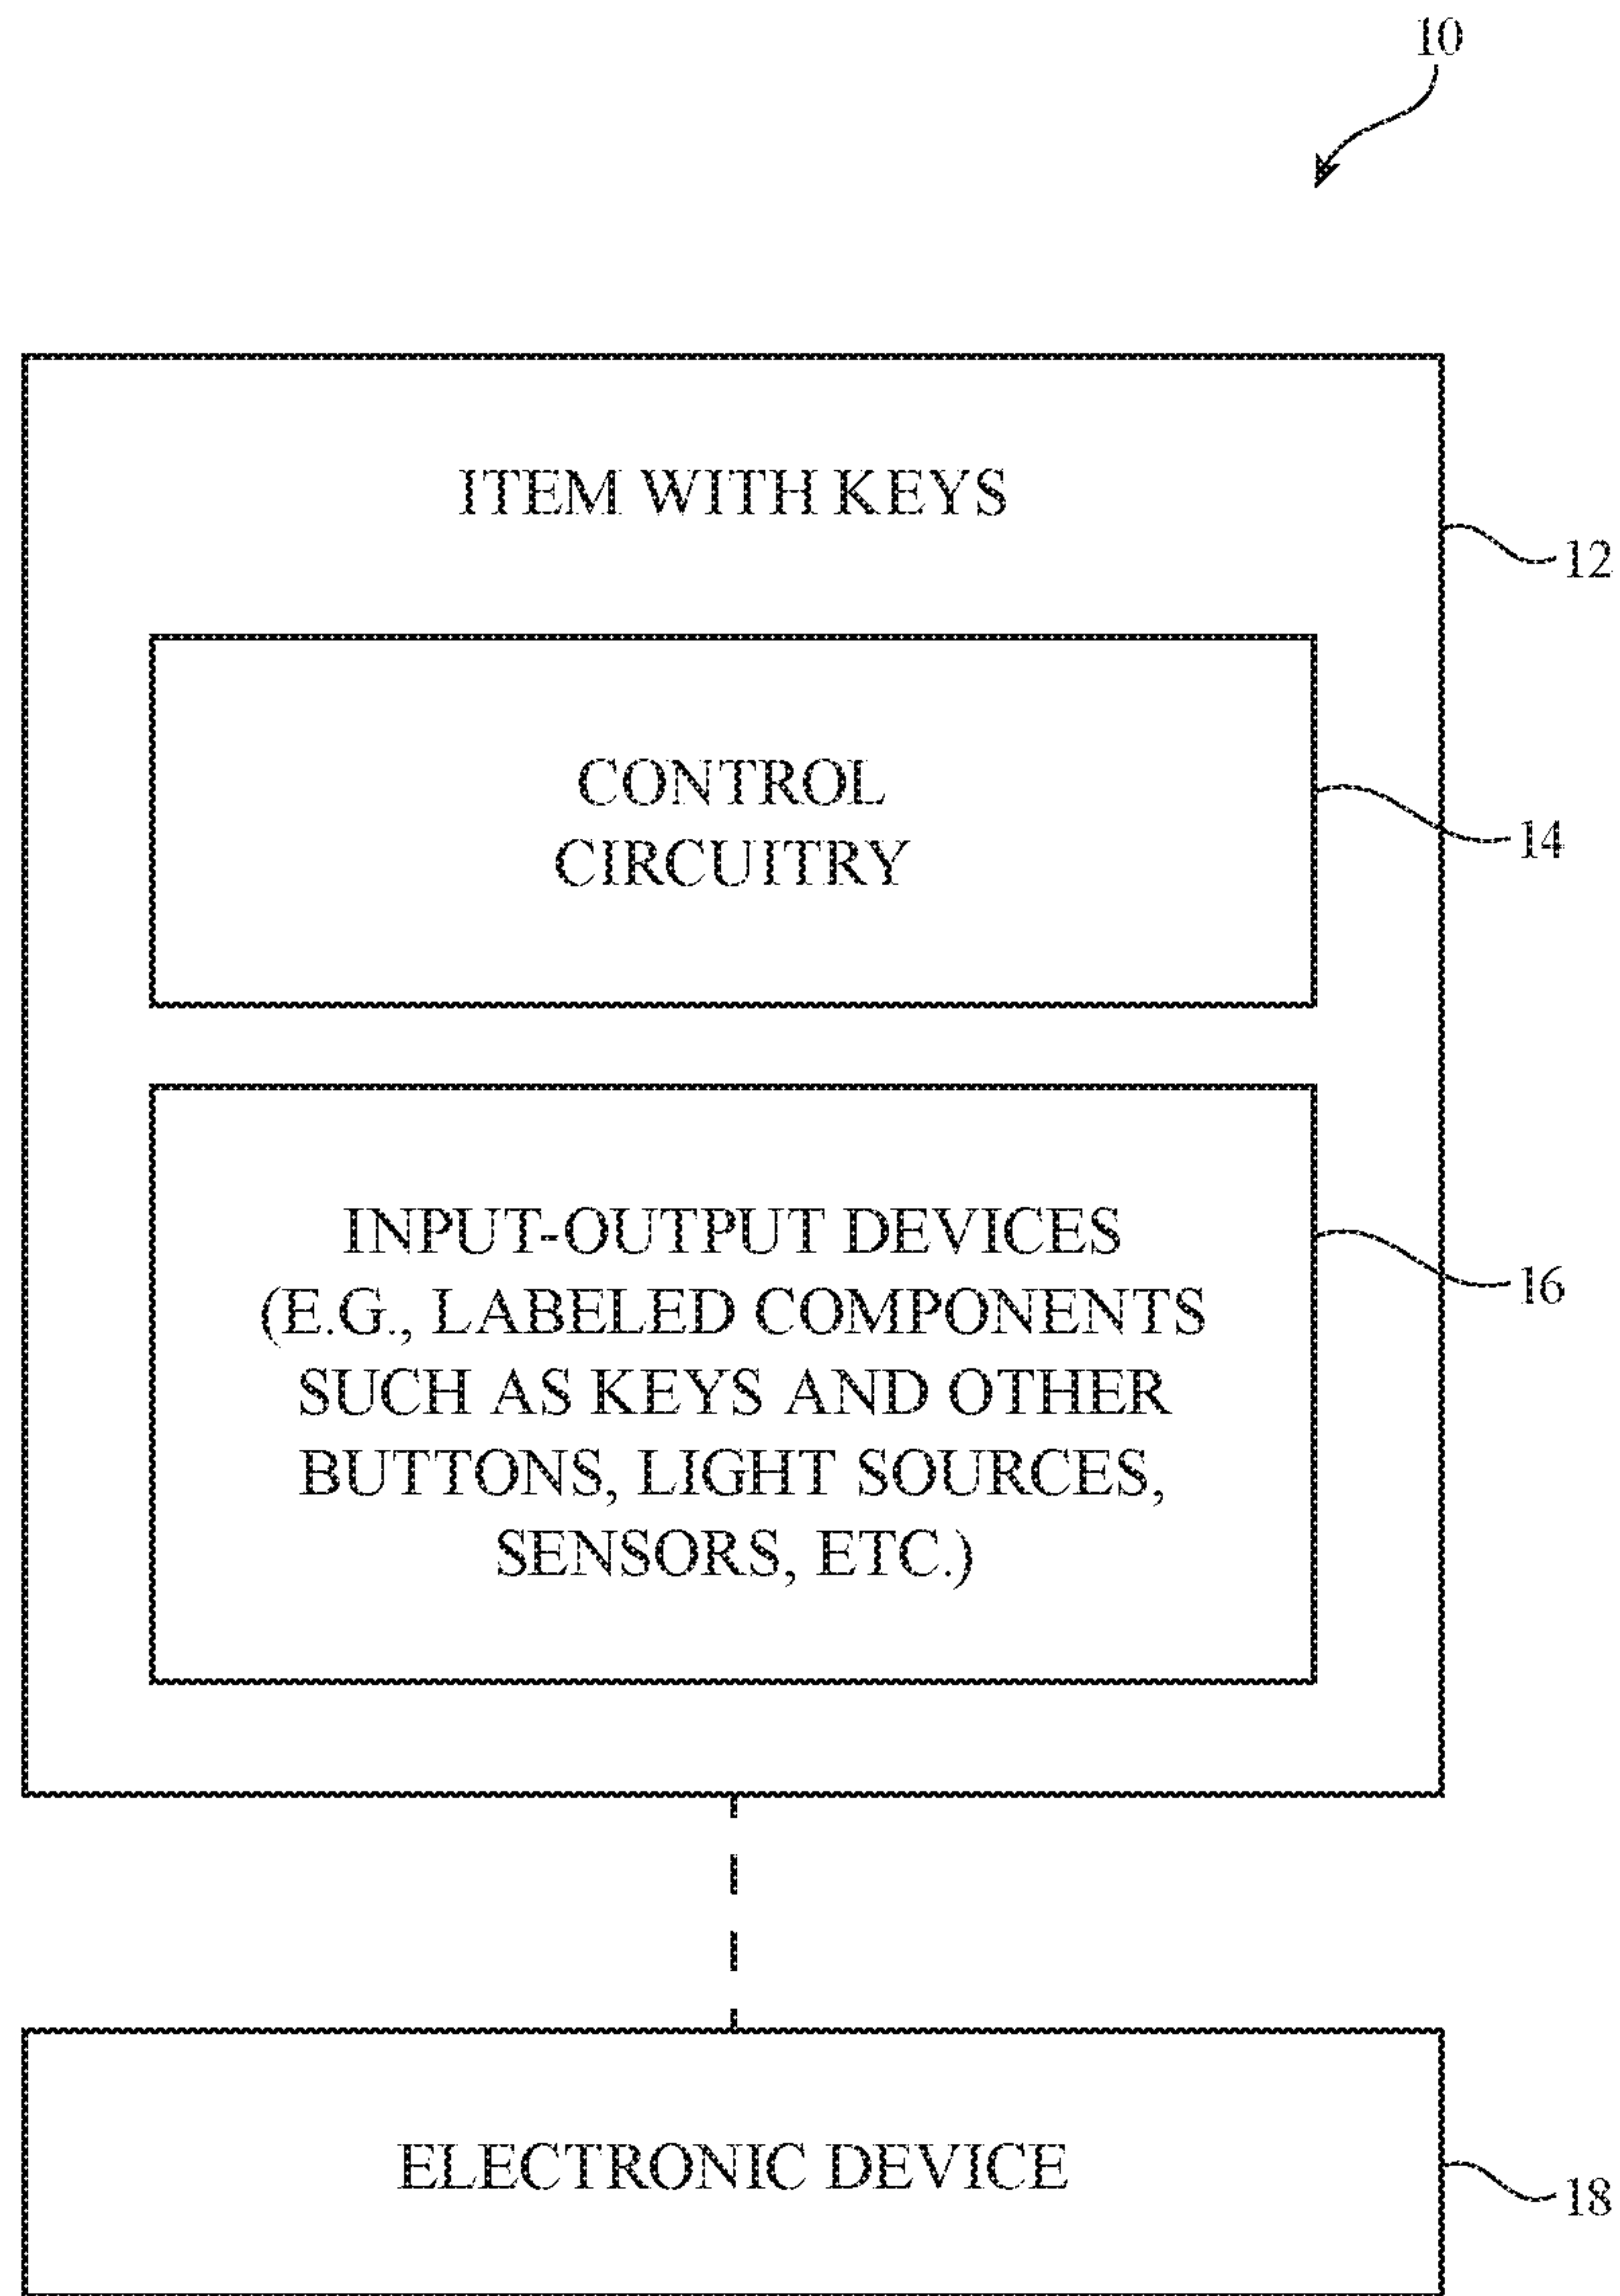 10
ITEM WITH KEYS
12
CONTROL
CIRCUITRY
14
INPUT-OUTPUT DEVICES
(E.G., LABELED COMPONENTS
SUCH AS KEYS AND OTHER
BUTTONS, LIGHT SOURCES,
SENSORS, ETC.)
16
ELECTRONIC DEVICE
18